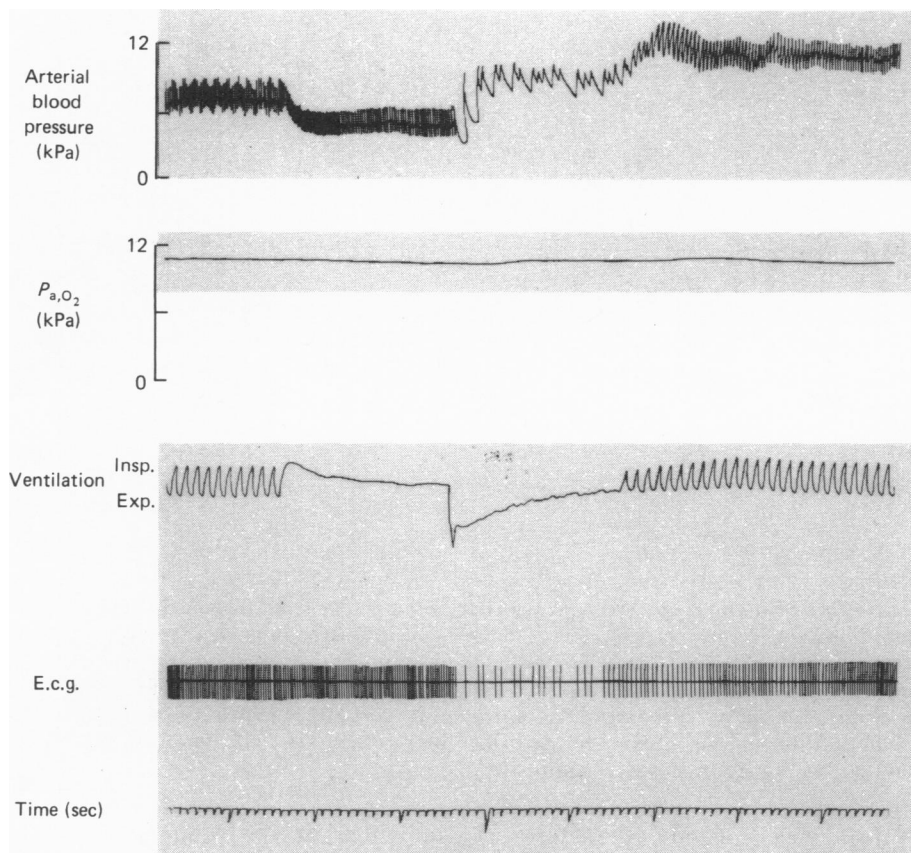 12
Arterial
blood
pressure
(kPa)
0
12
Pa,O2
(kPa)
0
Ventilation
Insp.
Exp.
E.c.g.
Time (sec)